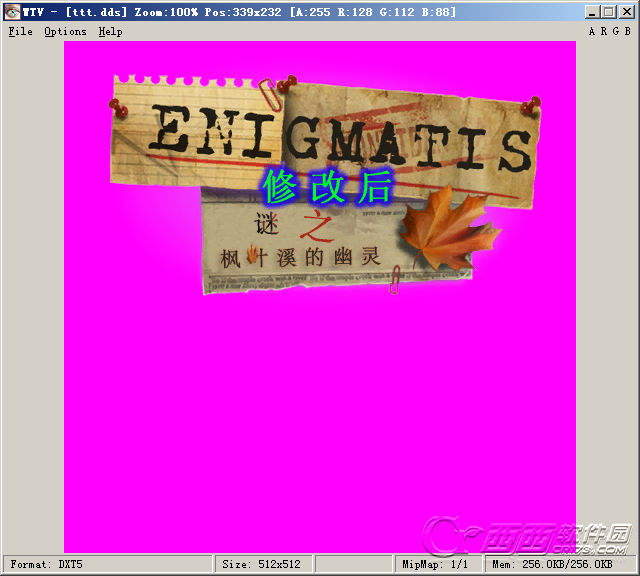 WTV - [ttt.dds] Zoom:100% Pos:339x232 [A:255 R:128 G:112 B:88]
File Options Help
A R G B
ENIGMATIS
修改后
谜之
枫叶溪的幽灵
西西软件园
CR173.COM
Format: DXT5
Size: 512x512
MipMap: 1/1
Mem: 256.0KB/256.0KB